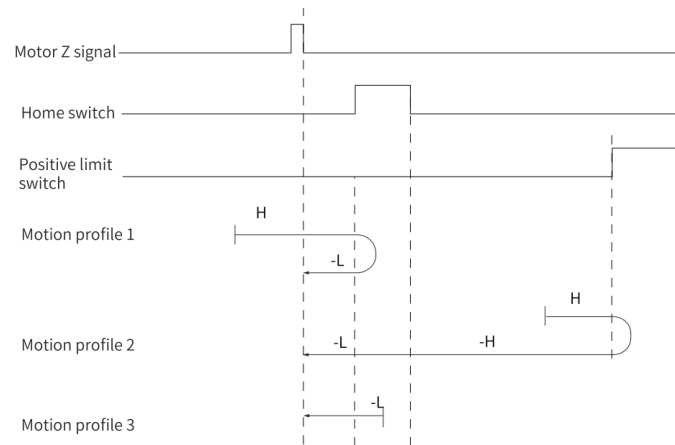 Motor Z signal
Home switch
Positive limit
switch
H
Motion profile 1
-L
H
Motion profile 2
-L
-H
-L
Motion profile 3